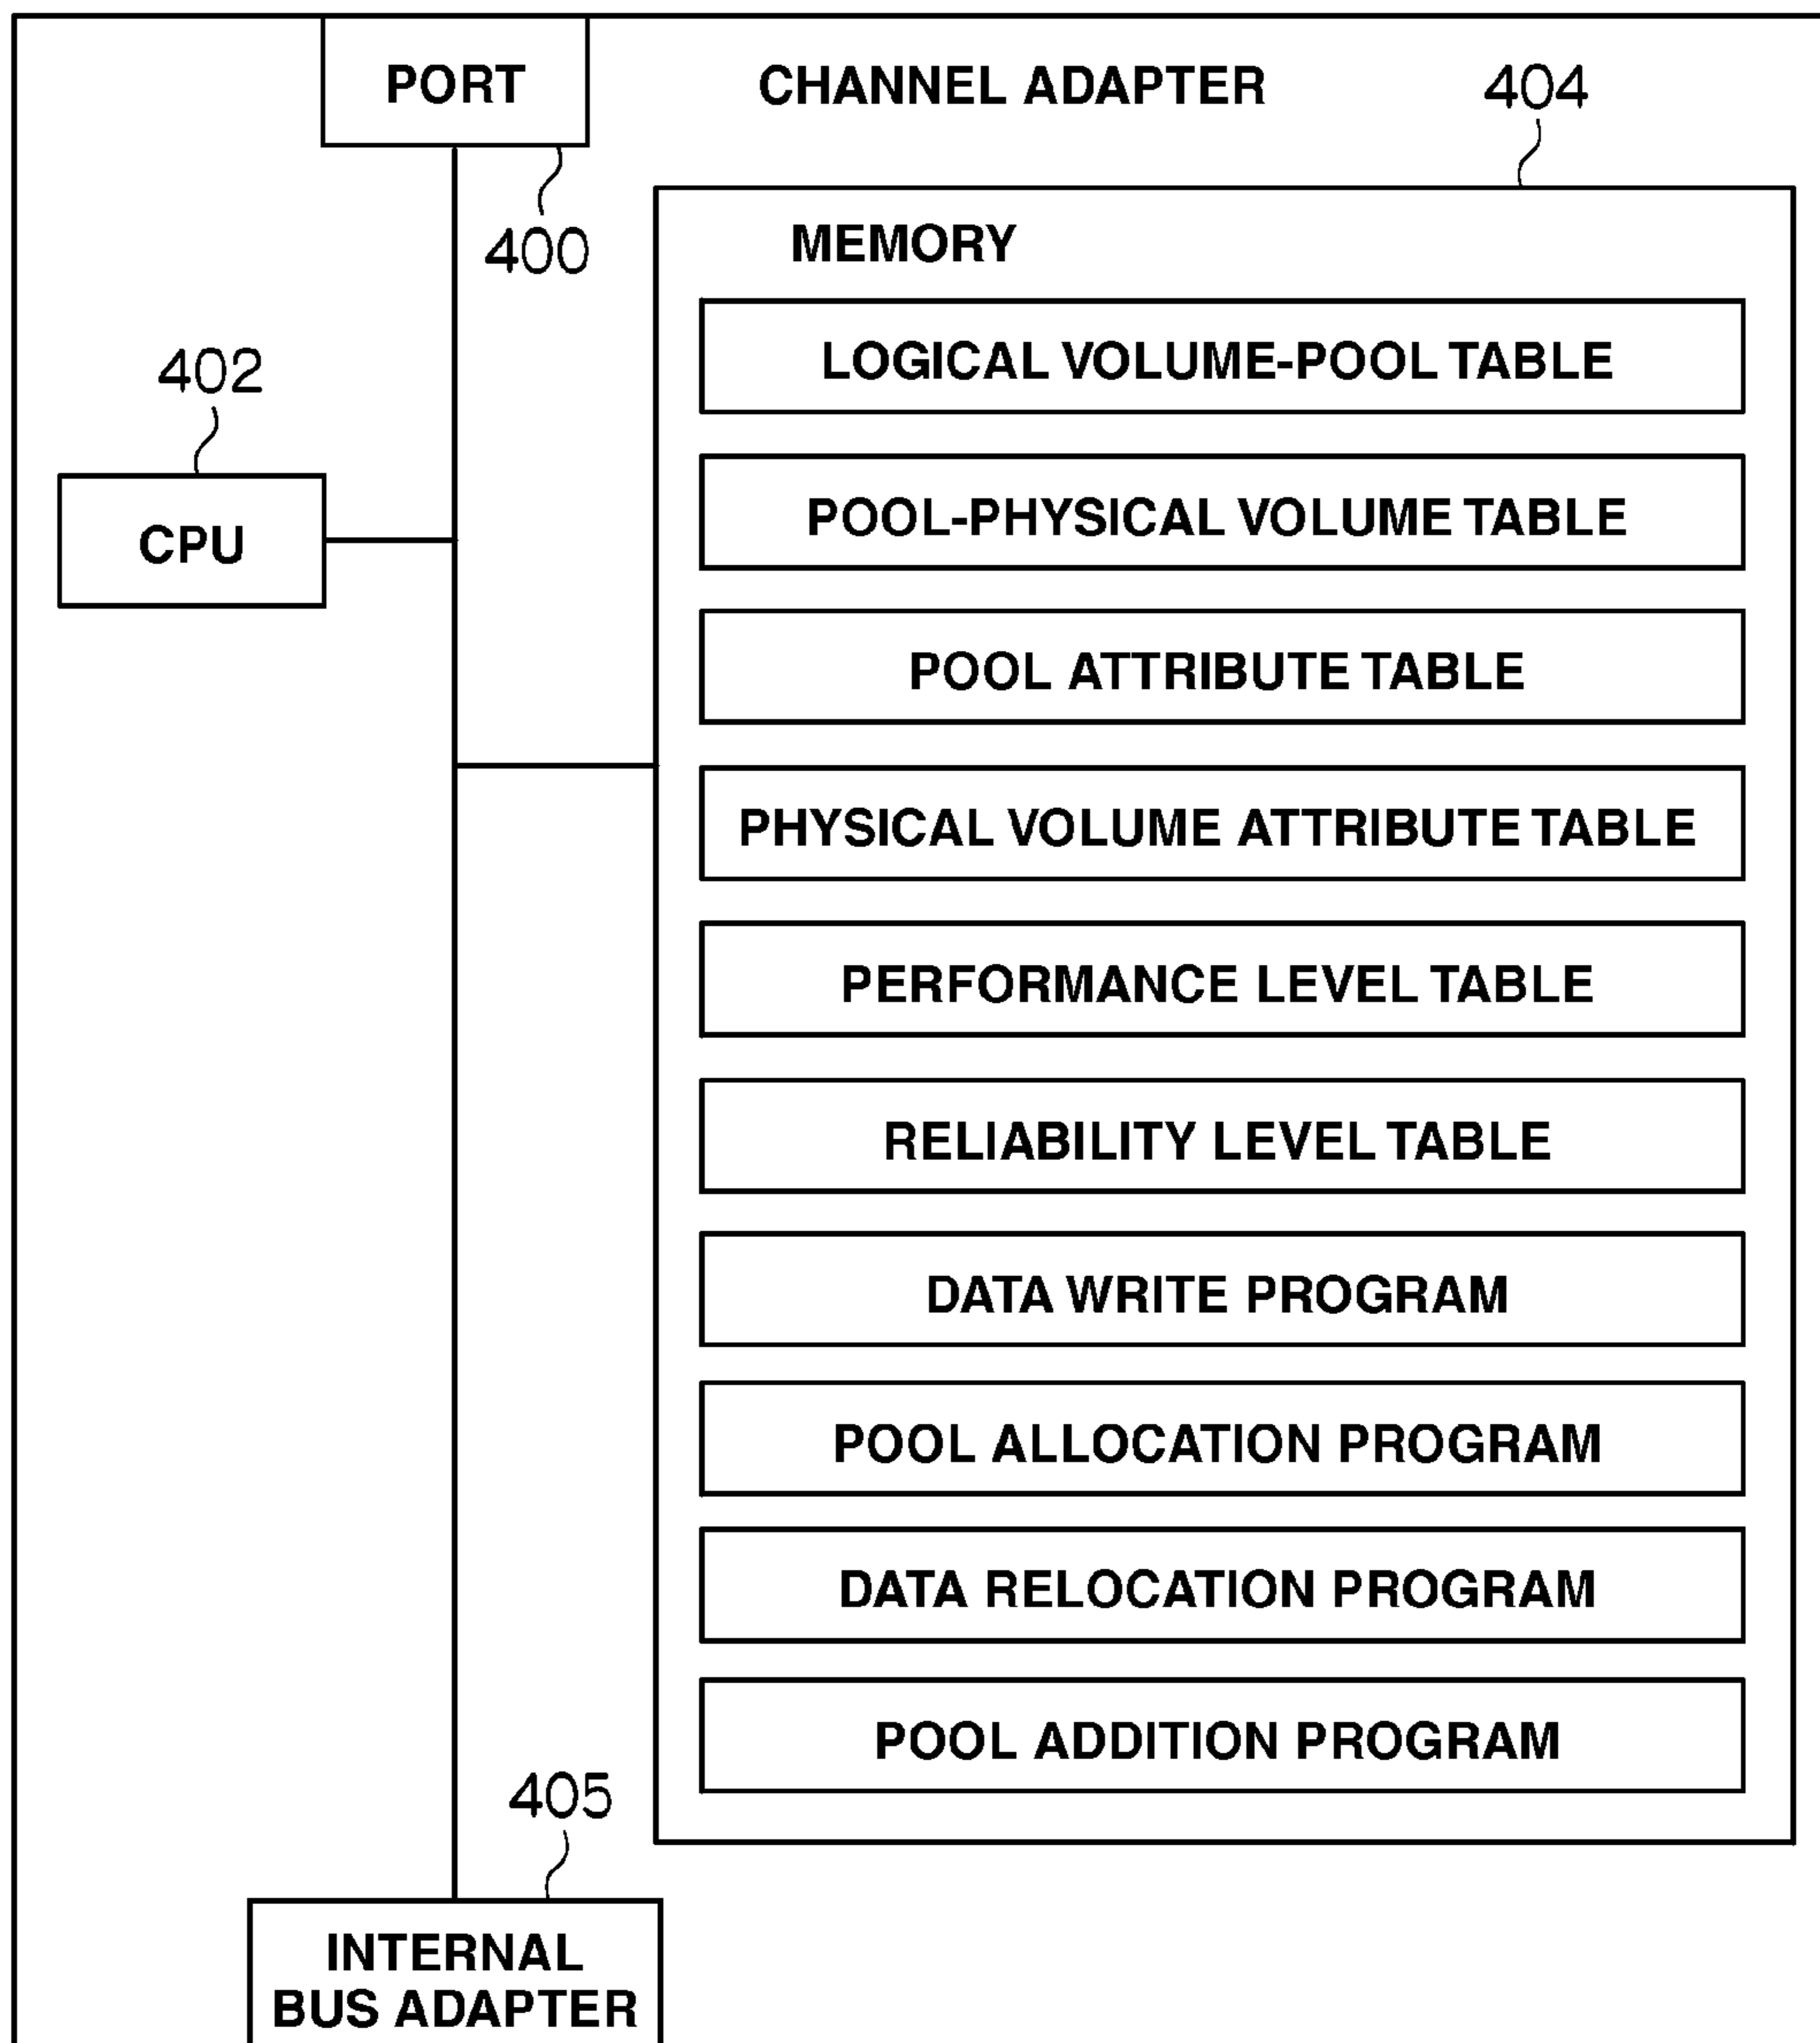 PORT
CHANNEL ADAPTER
404
400
MEMORY
LOGICAL VOLUME-POOL TABLE
402
CPU
POOL-PHYSICAL VOLUME TABLE
POOL ATTRIBUTE TABLE
PHYSICAL VOLUME ATTRIBUTE TABLE
PERFORMANCE LEVEL TABLE
RELIABILITY LEVEL TABLE
DATA WRITE PROGRAM
POOL ALLOCATION PROGRAM
DATA RELOCATION PROGRAM
POOL ADDITION PROGRAM
405
INTERNAL
BUS ADAPTER